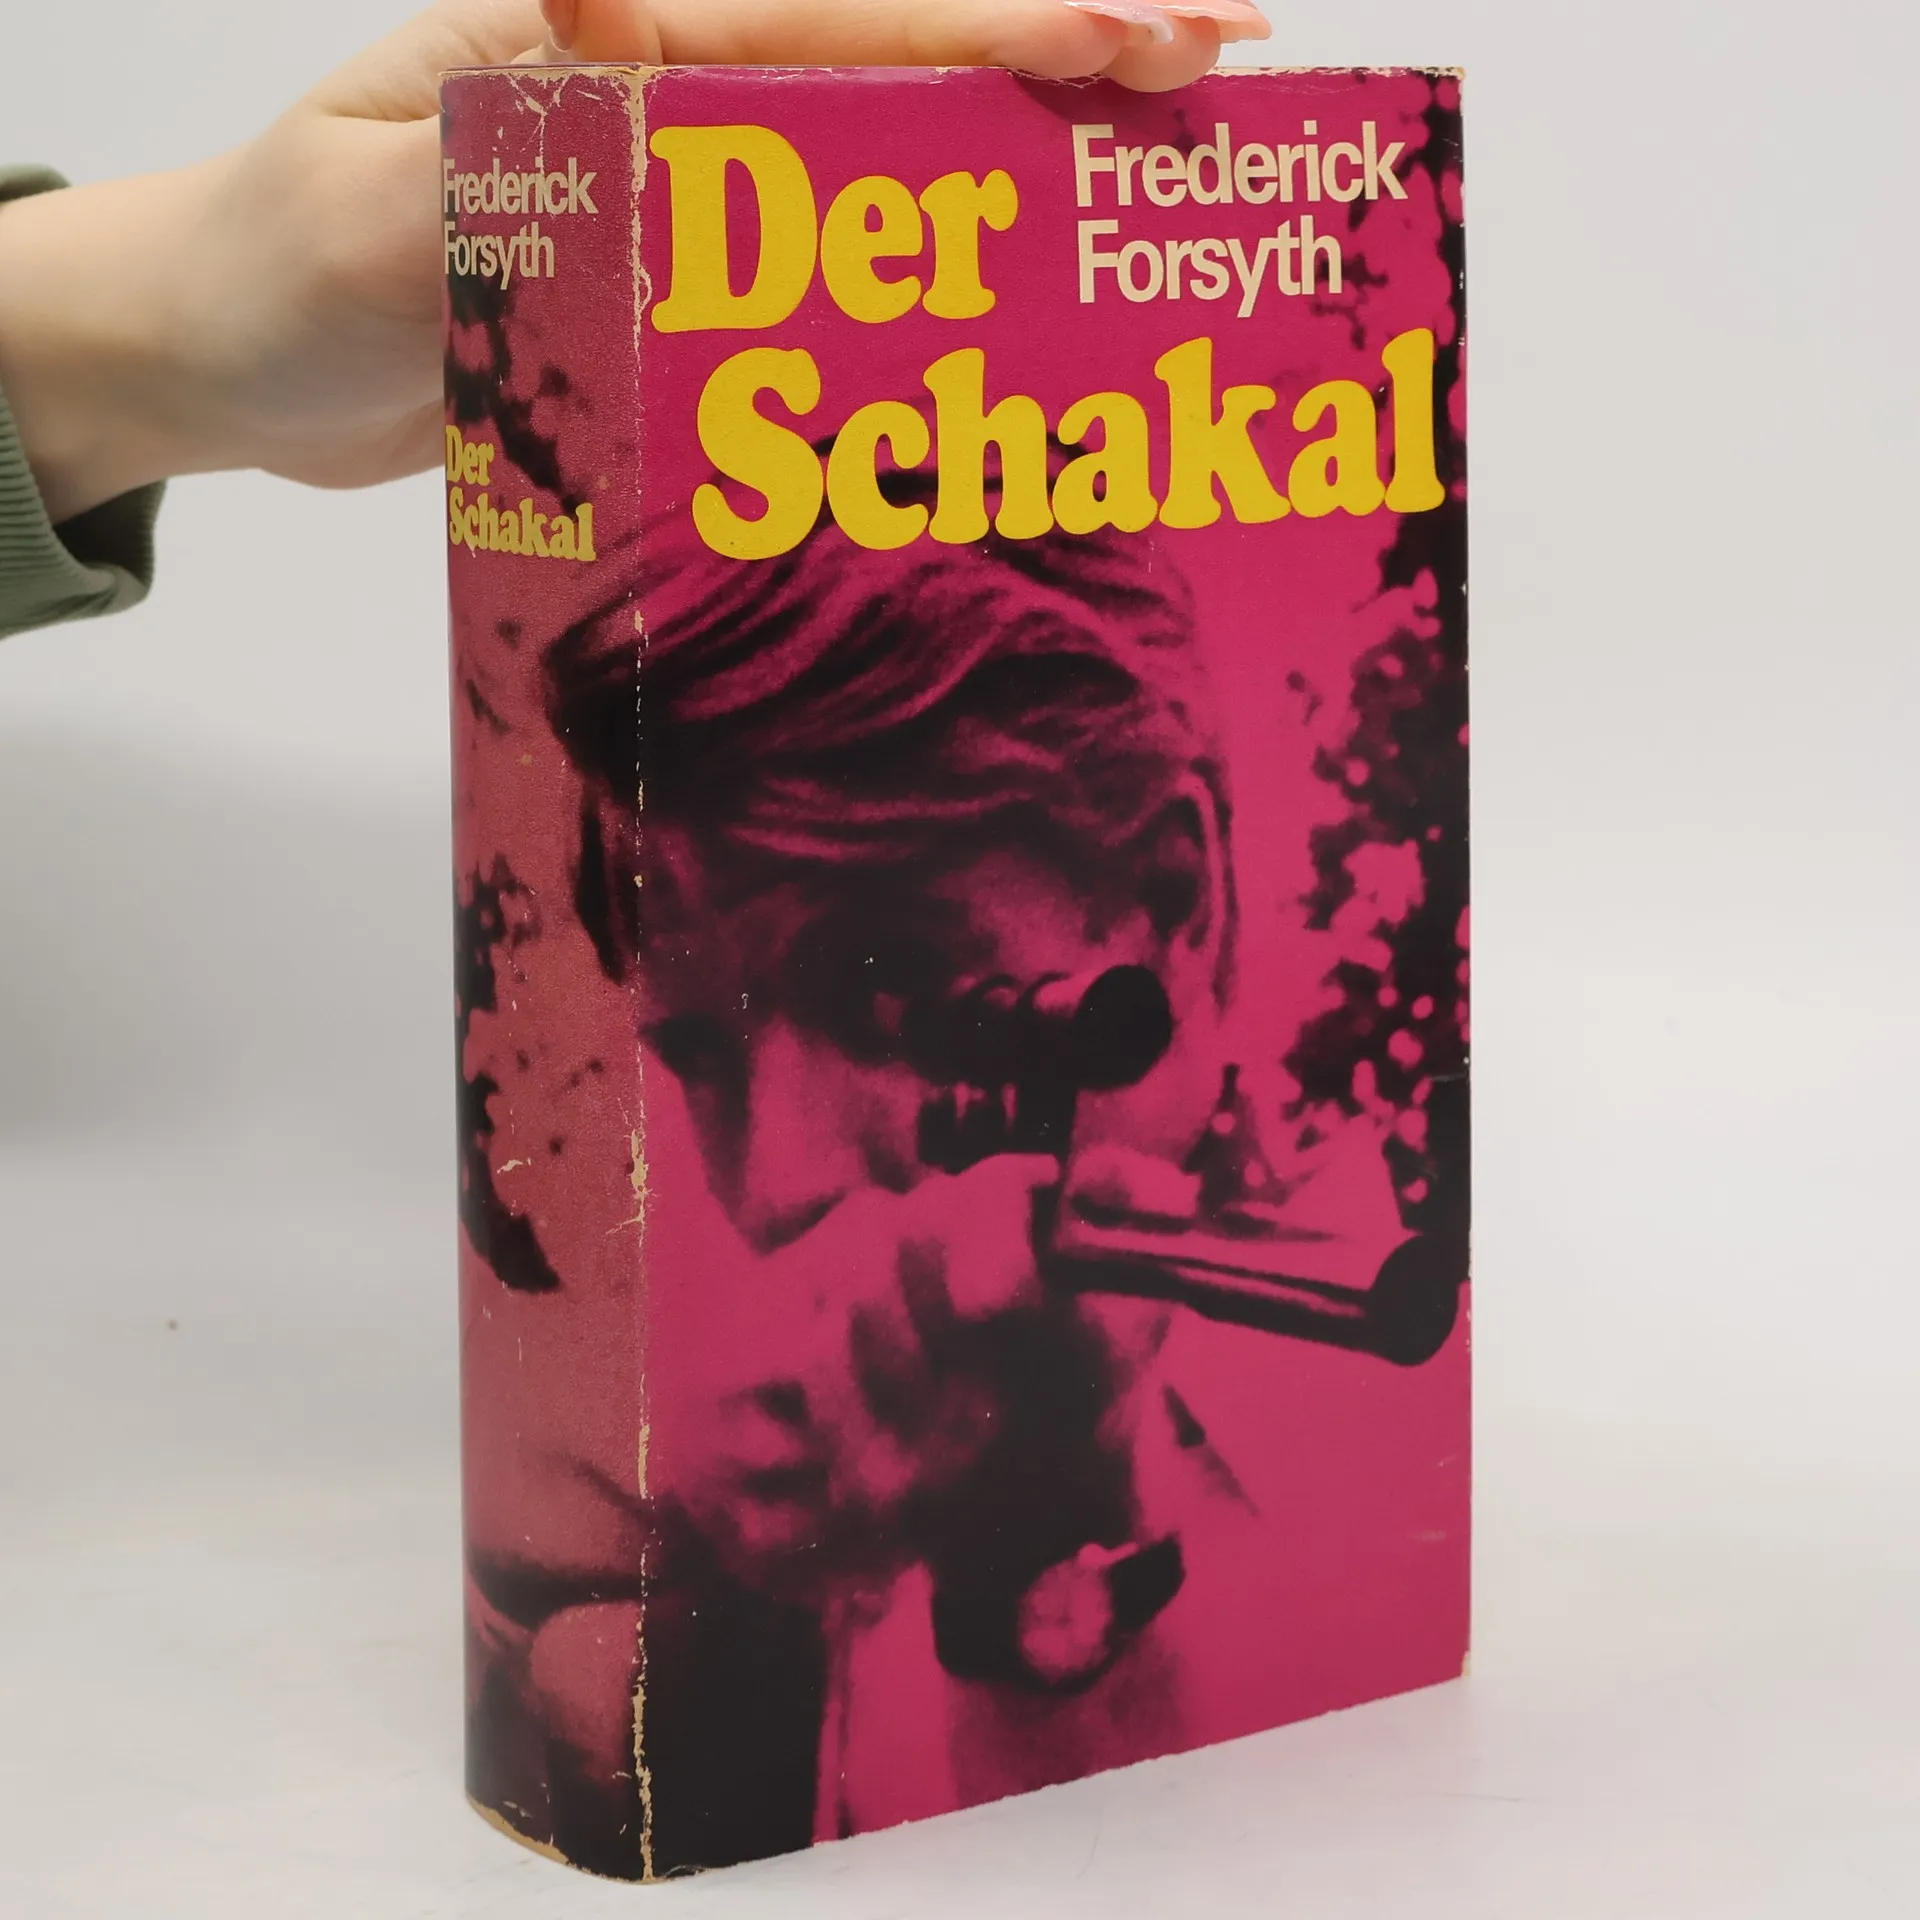 Frederick
Forsyth
Der
Schakal
Der
Schakal
Frederick
Forsyth